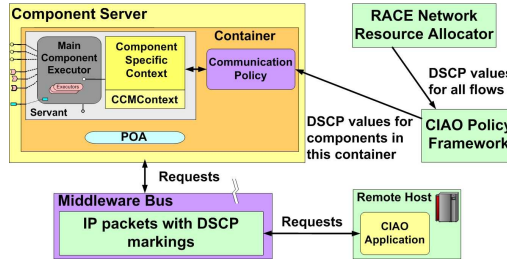 Component Server
Container
Main
Component
Executor
Executors
Servant
Component
Specific
Context
CCMContext
Communication
Policy
POA
RACE Network
Resource Allocator
DSCP values
for all flows
DSCP values for
components in
this container
CIAO Policy
Framework
Requests
Middleware Bus
IP packets with DSCP
markings
Requests
Remote Host
CIAO
Application